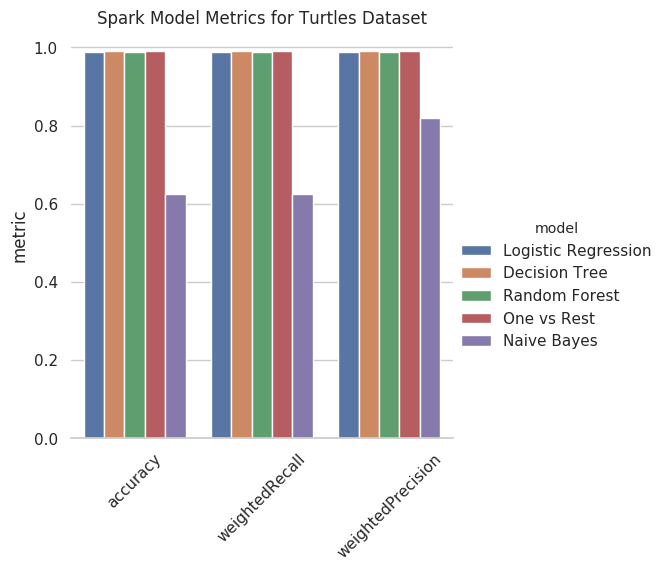 Spark Model Metrics for Turtles Dataset
1.0
0.8
0.6
0.4
0.2
0.0
metric
accuracy
weightedRecall
weightedPrecision
model
Logistic Regression
Decision Tree
Random Forest
One vs Rest
Naive Bayes